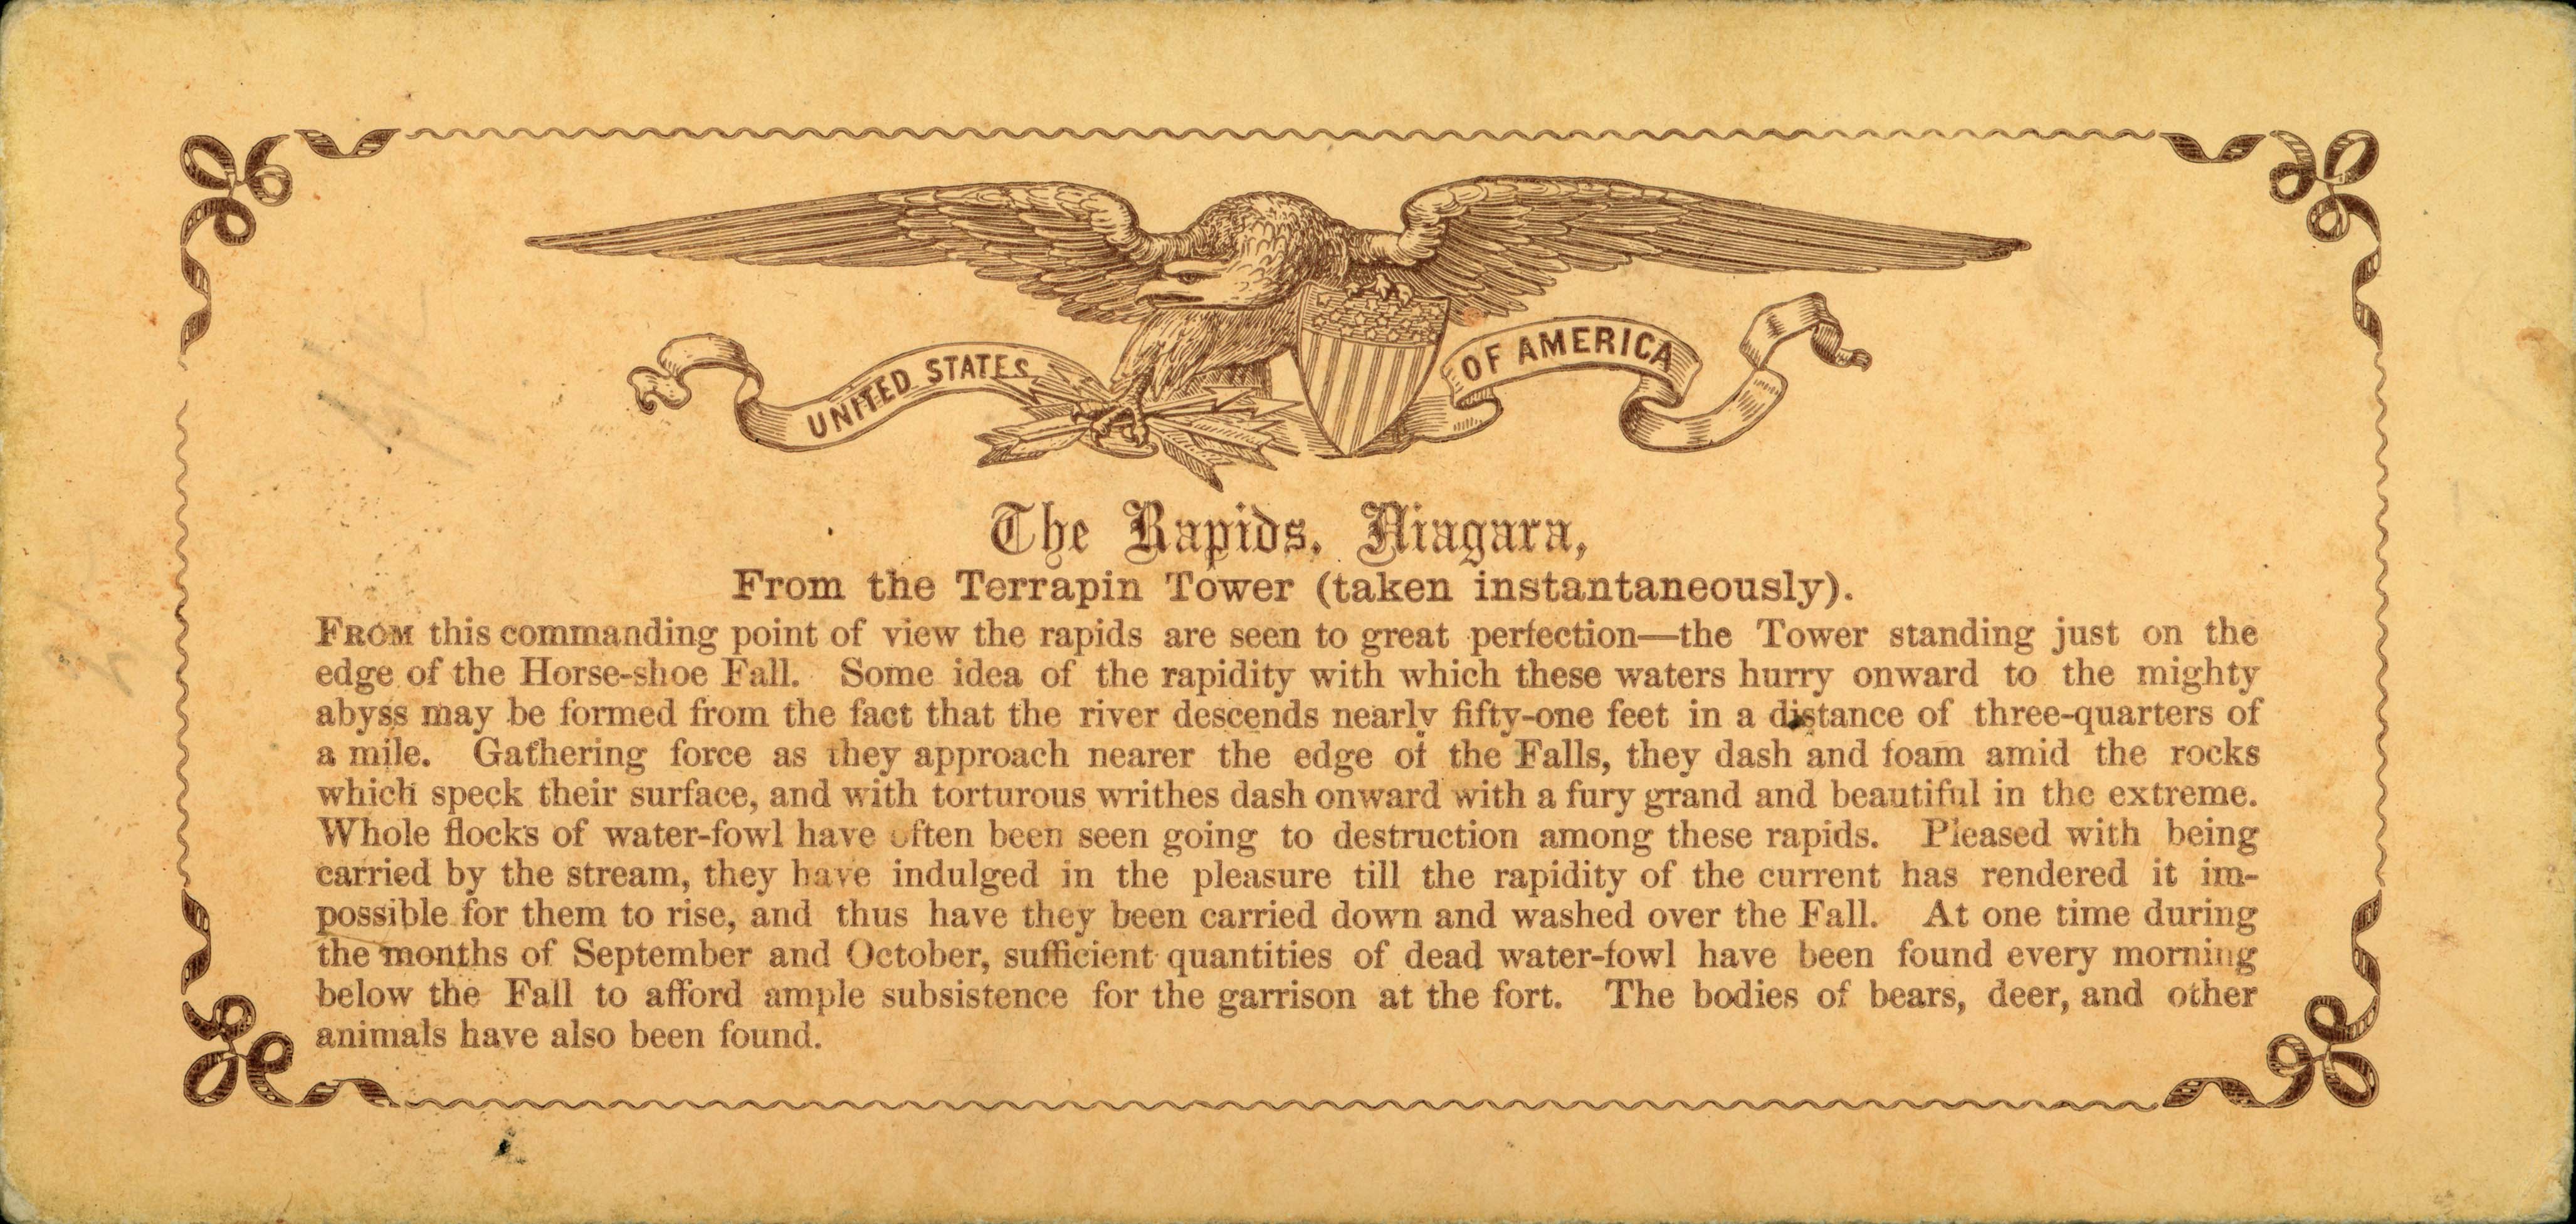 UNITED STATES OF AMERICA
The Rapids, Niagara,
From the Terrapin Tower (taken instantaneously).
FROM this commanding point of view the rapids are seen to great perfection—the Tower standing just on the
edge of the Horse-shoe Fall. Some idea of the rapidity with which these waters hurry onward to the mighty
abyss may be formed from the fact that the river descends nearly fifty-one feet in a distance of three-quarters of
a mile. Gathering force as they approach nearer the edge of the Falls, they dash and foam amid the rocks
which speck their surface, and with torturous writhes dash onward with a fury grand and beautiful in the extreme.
Whole flocks of water-fowl have often been seen going to destruction among these rapids. Pleased with being
carried by the stream, they have indulged in the pleasure till the rapidity of the current has rendered it im-
possible for them to rise, and thus have they been carried down and washed over the Fall. At one time during
the months of September and October, sufficient quantities of dead water-fowl have been found every morning
below the Fall to afford ample subsistence for the garrison at the fort. The bodies of bears, deer, and other
animals have also been found.